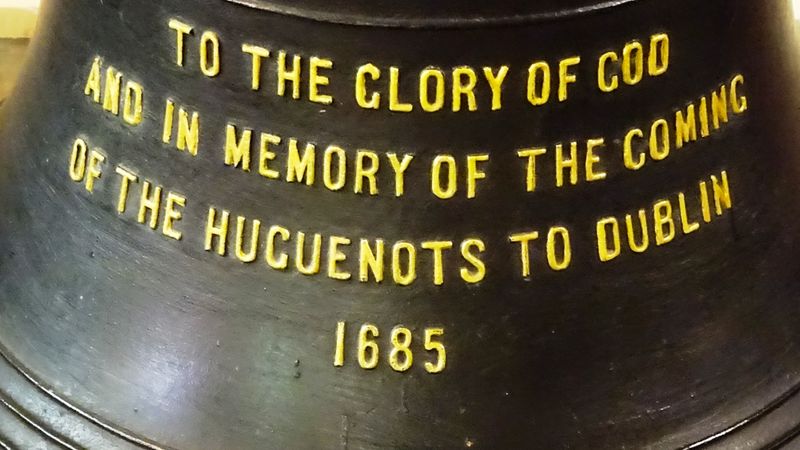 TO THE GLORY OF GOD
AND IN MEMORY OF THE COMING
OF THE HUGUENOTS TO DUBLIN
1685